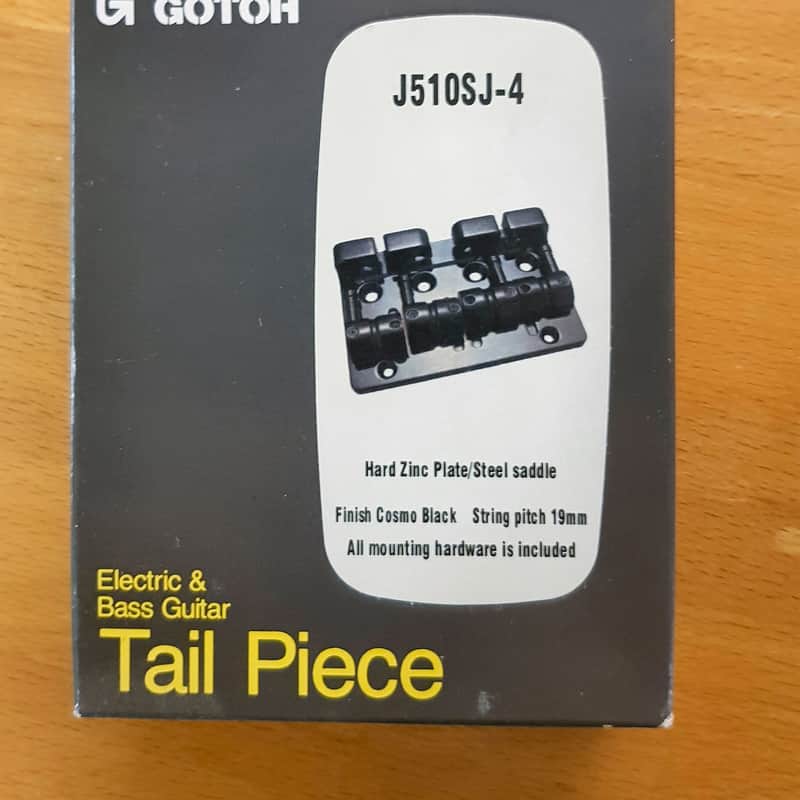 GOTOH
J510SJ-4
Hard Zinc Plate/Steel saddle
Finish Cosmo Black String pitch 19mm
All mounting hardware is included
Electric &
Bass Guitar
Tail Piece